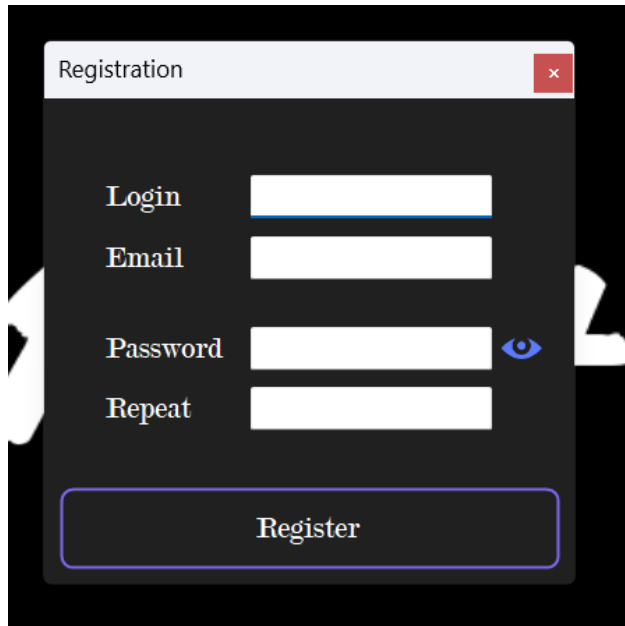 Registration
Login
Email
Password
Repeat
Register